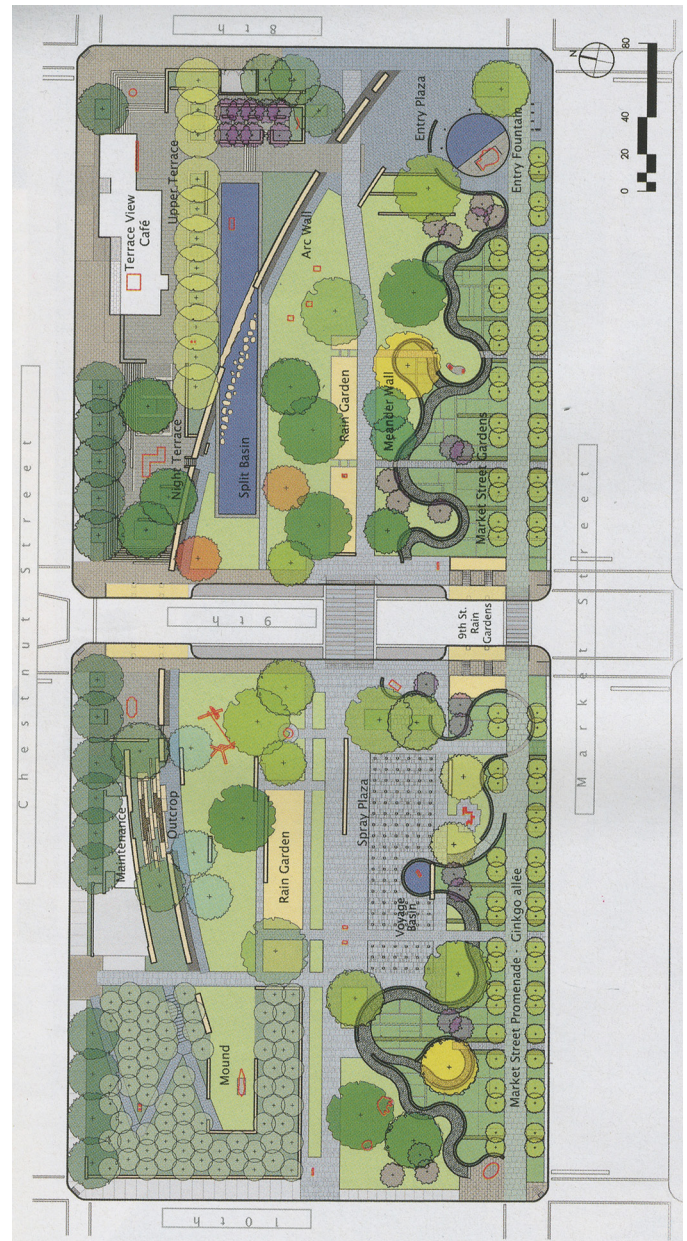 8th
80
40
20
0
N
Entry Plaza
Entry Fountain
Upper Terrace
Terrace View
Café
Arc Wall
Night Terrace
Split Basin
Rain Garden
Meander Wall
Market Street Gardens
Chestnut Street
Market Street
9th
9th St.
Rain
Gardens
Maintenance
Outcrop
Rain Garden
Spray Plaza
Voyage
Basin
Mound
Market Street Promenade - Ginkgo allée
10th